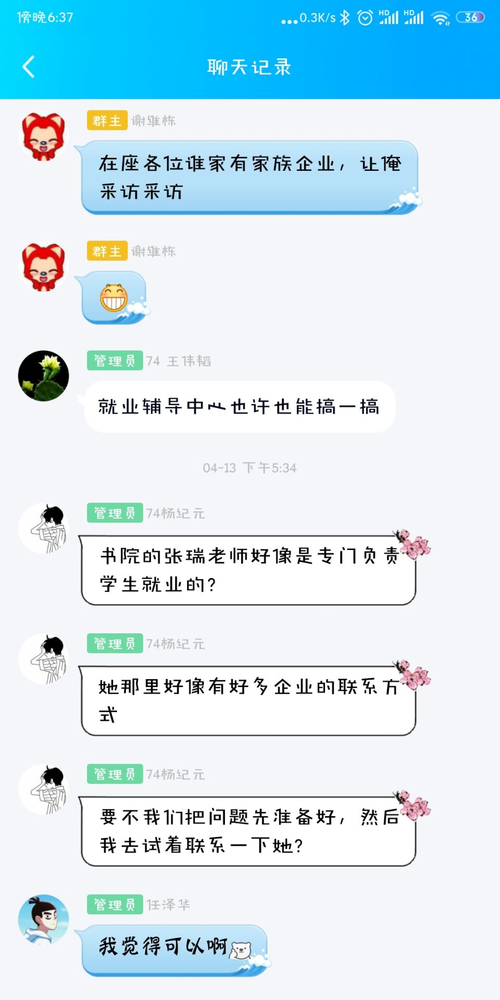 傍晚6:37
...0.3K/s HD HD 36
聊天记录
群主 谢维栋
在座各位谁家有家族企业，让俺
采访采访
群主 谢维栋
管理员 74 王伟韬
就业辅导中心也许也能搞一搞
04-13 下午5:34
管理员 74杨纪元
书院的张瑞老师好像是专门负责
学生就业的?
管理员 74杨纪元
她那里好像有好多企业的联系方
式
管理员 74杨纪元
要不我们把问题先准备好，然后
我去试着联系一下她?
管理员 任泽华
我觉得可以啊